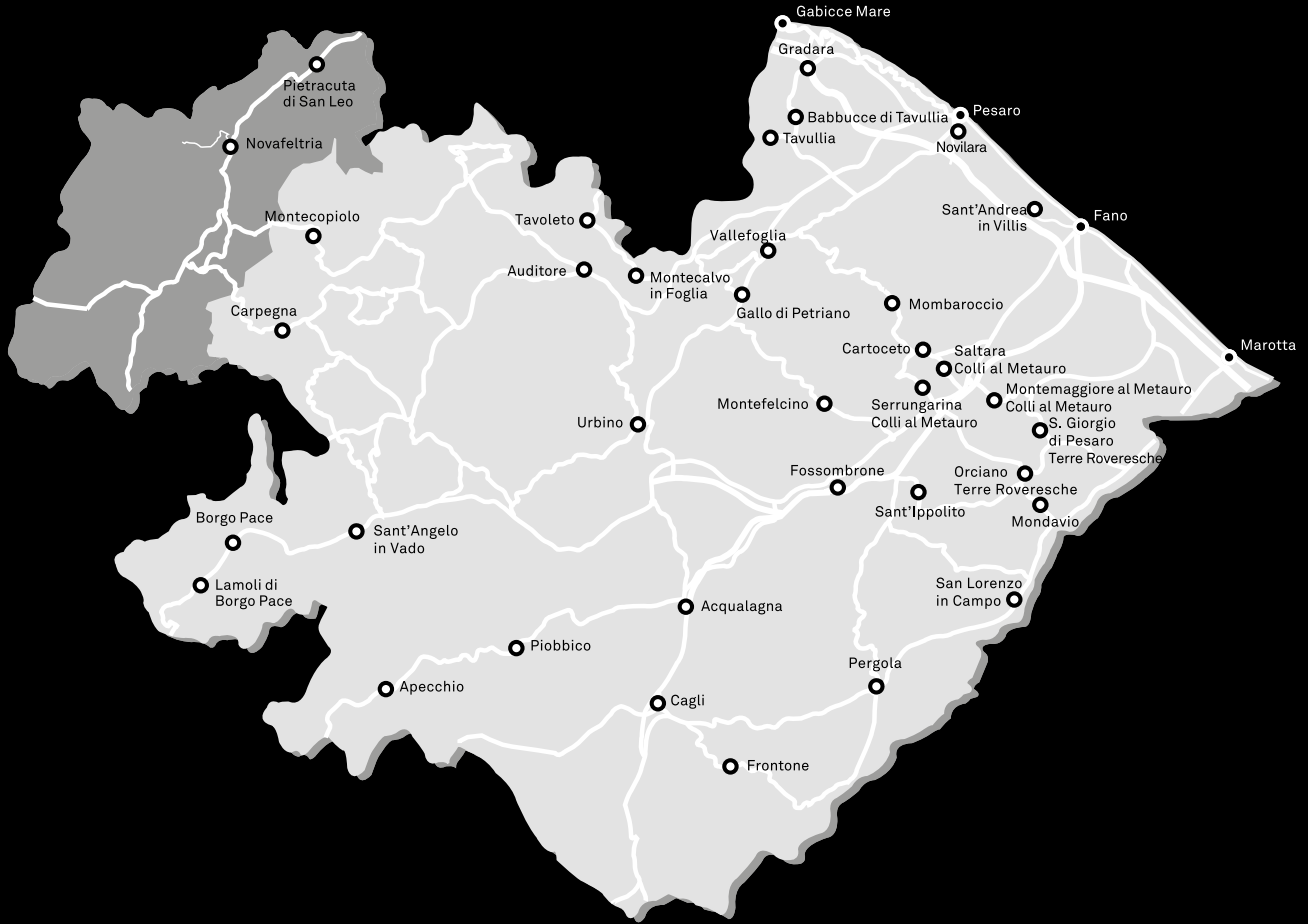 Gabicce Mare
Gradara
Pietracuta
di San Leo
Babbucce di Tavullia
Pesaro
Tavullia
Novilara
Novafeltria
Montecopiolo
Tavoleto
Sant'Andrea
in Villis
Fano
Vallefoglia
Auditore
Montecalvo
in Foglia
Gallo di Petriano
Mombaroccio
Carpegna
Cartoceto
Saltara
Colli al Metauro
Marotta
Montefelcino
Serrungarina
Colli al Metauro
Montemaggiore al Metauro
Colli al Metauro
S. Giorgio
di Pesaro
Terre Roveresche
Urbino
Fossombrone
Orciano
Terre Roveresche
Sant'Ippolito
Mondavio
Borgo Pace
Sant'Angelo
in Vado
Lamoli di
Borgo Pace
San Lorenzo
in Campo
Acqualagna
Piobbico
Pergola
Apecchio
Cagli
Frontone